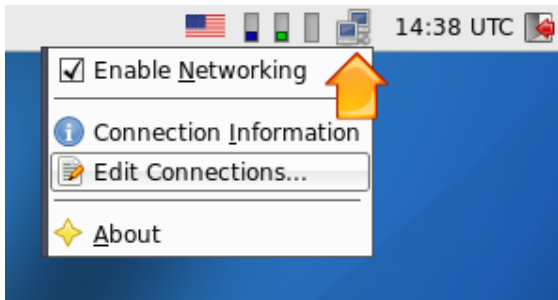 14:38 UTC
Enable Networking
Connection Information
Edit Connections...
About